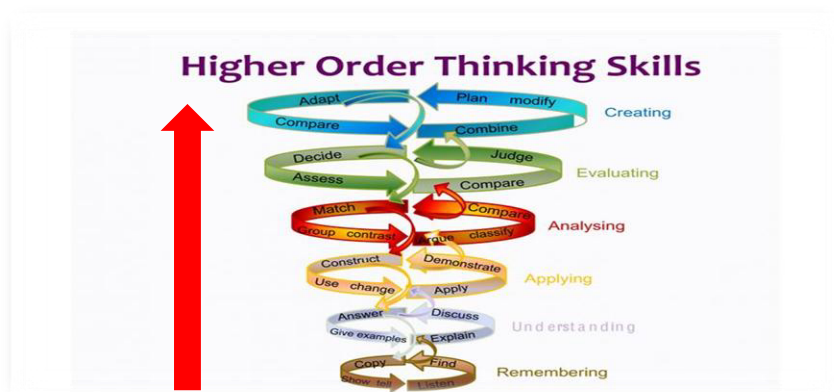 Higher Order Thinking Skills
Adapt Plan modify
Creating
Compare Combine
Decide Judge
Evaluating
Assess Compare
Match Compare
Analysing
Group contrast Argue classify
Construct Demonstrate
Applying
Use change Apply
Answer Discuss
Understanding
Give examples Explain
Copy Find
Remembering
Show tell Listen